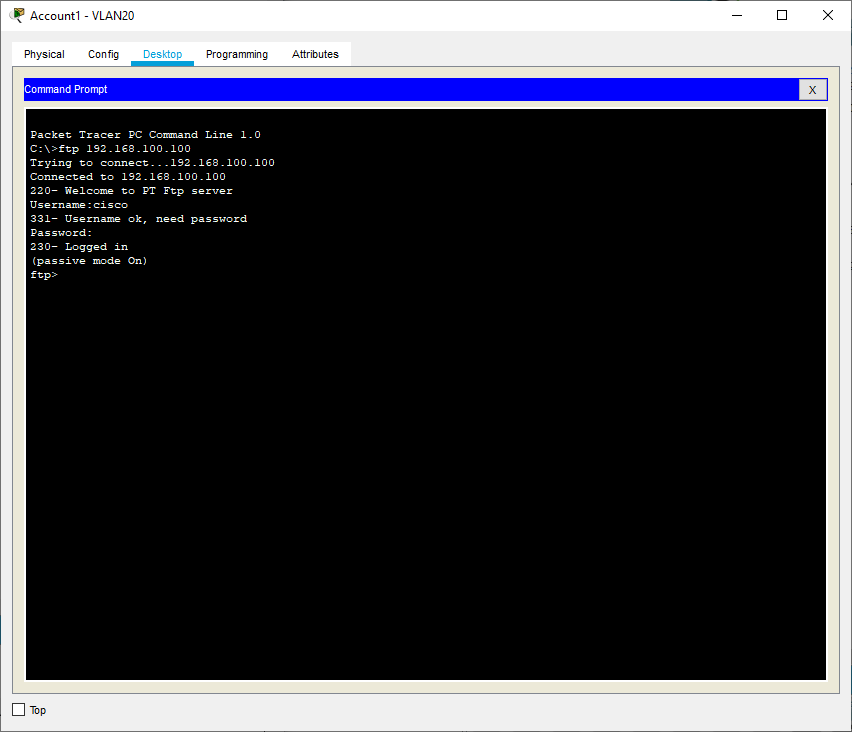 Account1 - VLAN20
Physical Config Desktop Programming Attributes
Command Prompt X
Packet Tracer PC Command Line 1.0
C:\>ftp 192.168.100.100
Trying to connect...192.168.100.100
Connected to 192.168.100.100
220- Welcome to PT Ftp server
Username:cisco
331- Username ok, need password
Password:
230- Logged in
(passive mode On)
ftp>
Top